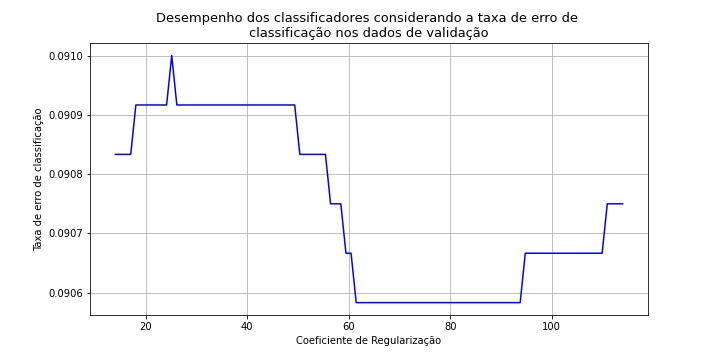 Desempenho dos classificadores considerando a taxa de erro de
classificação nos dados de validação
Taxa de erro de classificação
0.0910
0.0909
0.0908
0.0907
0.0906
20
40
60
80
100
Coeficiente de Regularização